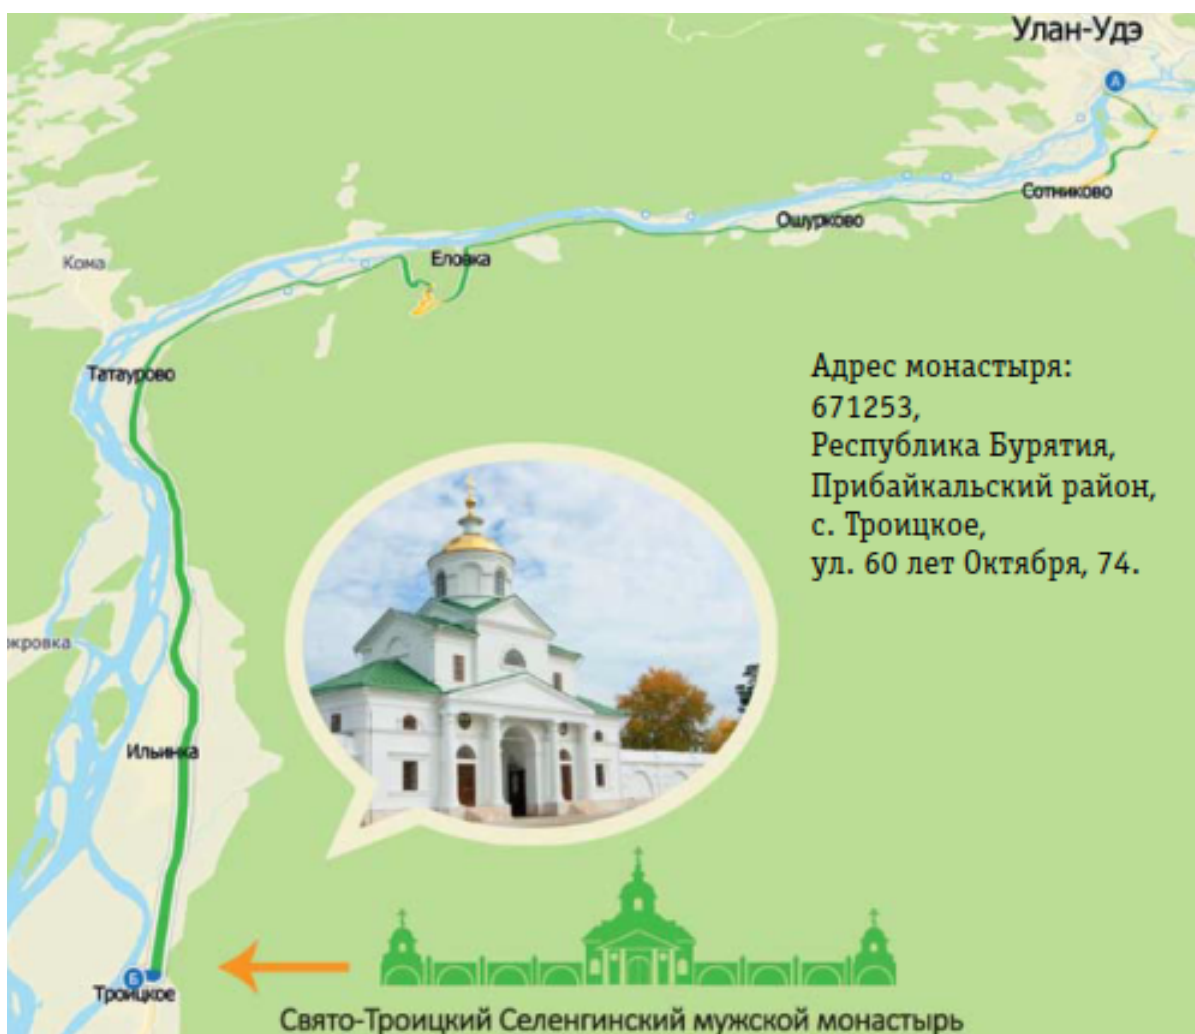 Улан-Удэ
А
Сотниково
Ошурково
Еловка
Кома
Татаурово
Адрес монастыря:
671253,
Республика Бурятия,
Прибайкальский район,
с. Троицкое,
ул. 60 лет Октября, 74.
окровка
Ильинка
Б
Троицкое
Свято-Троицкий Селенгинский мужской монастырь